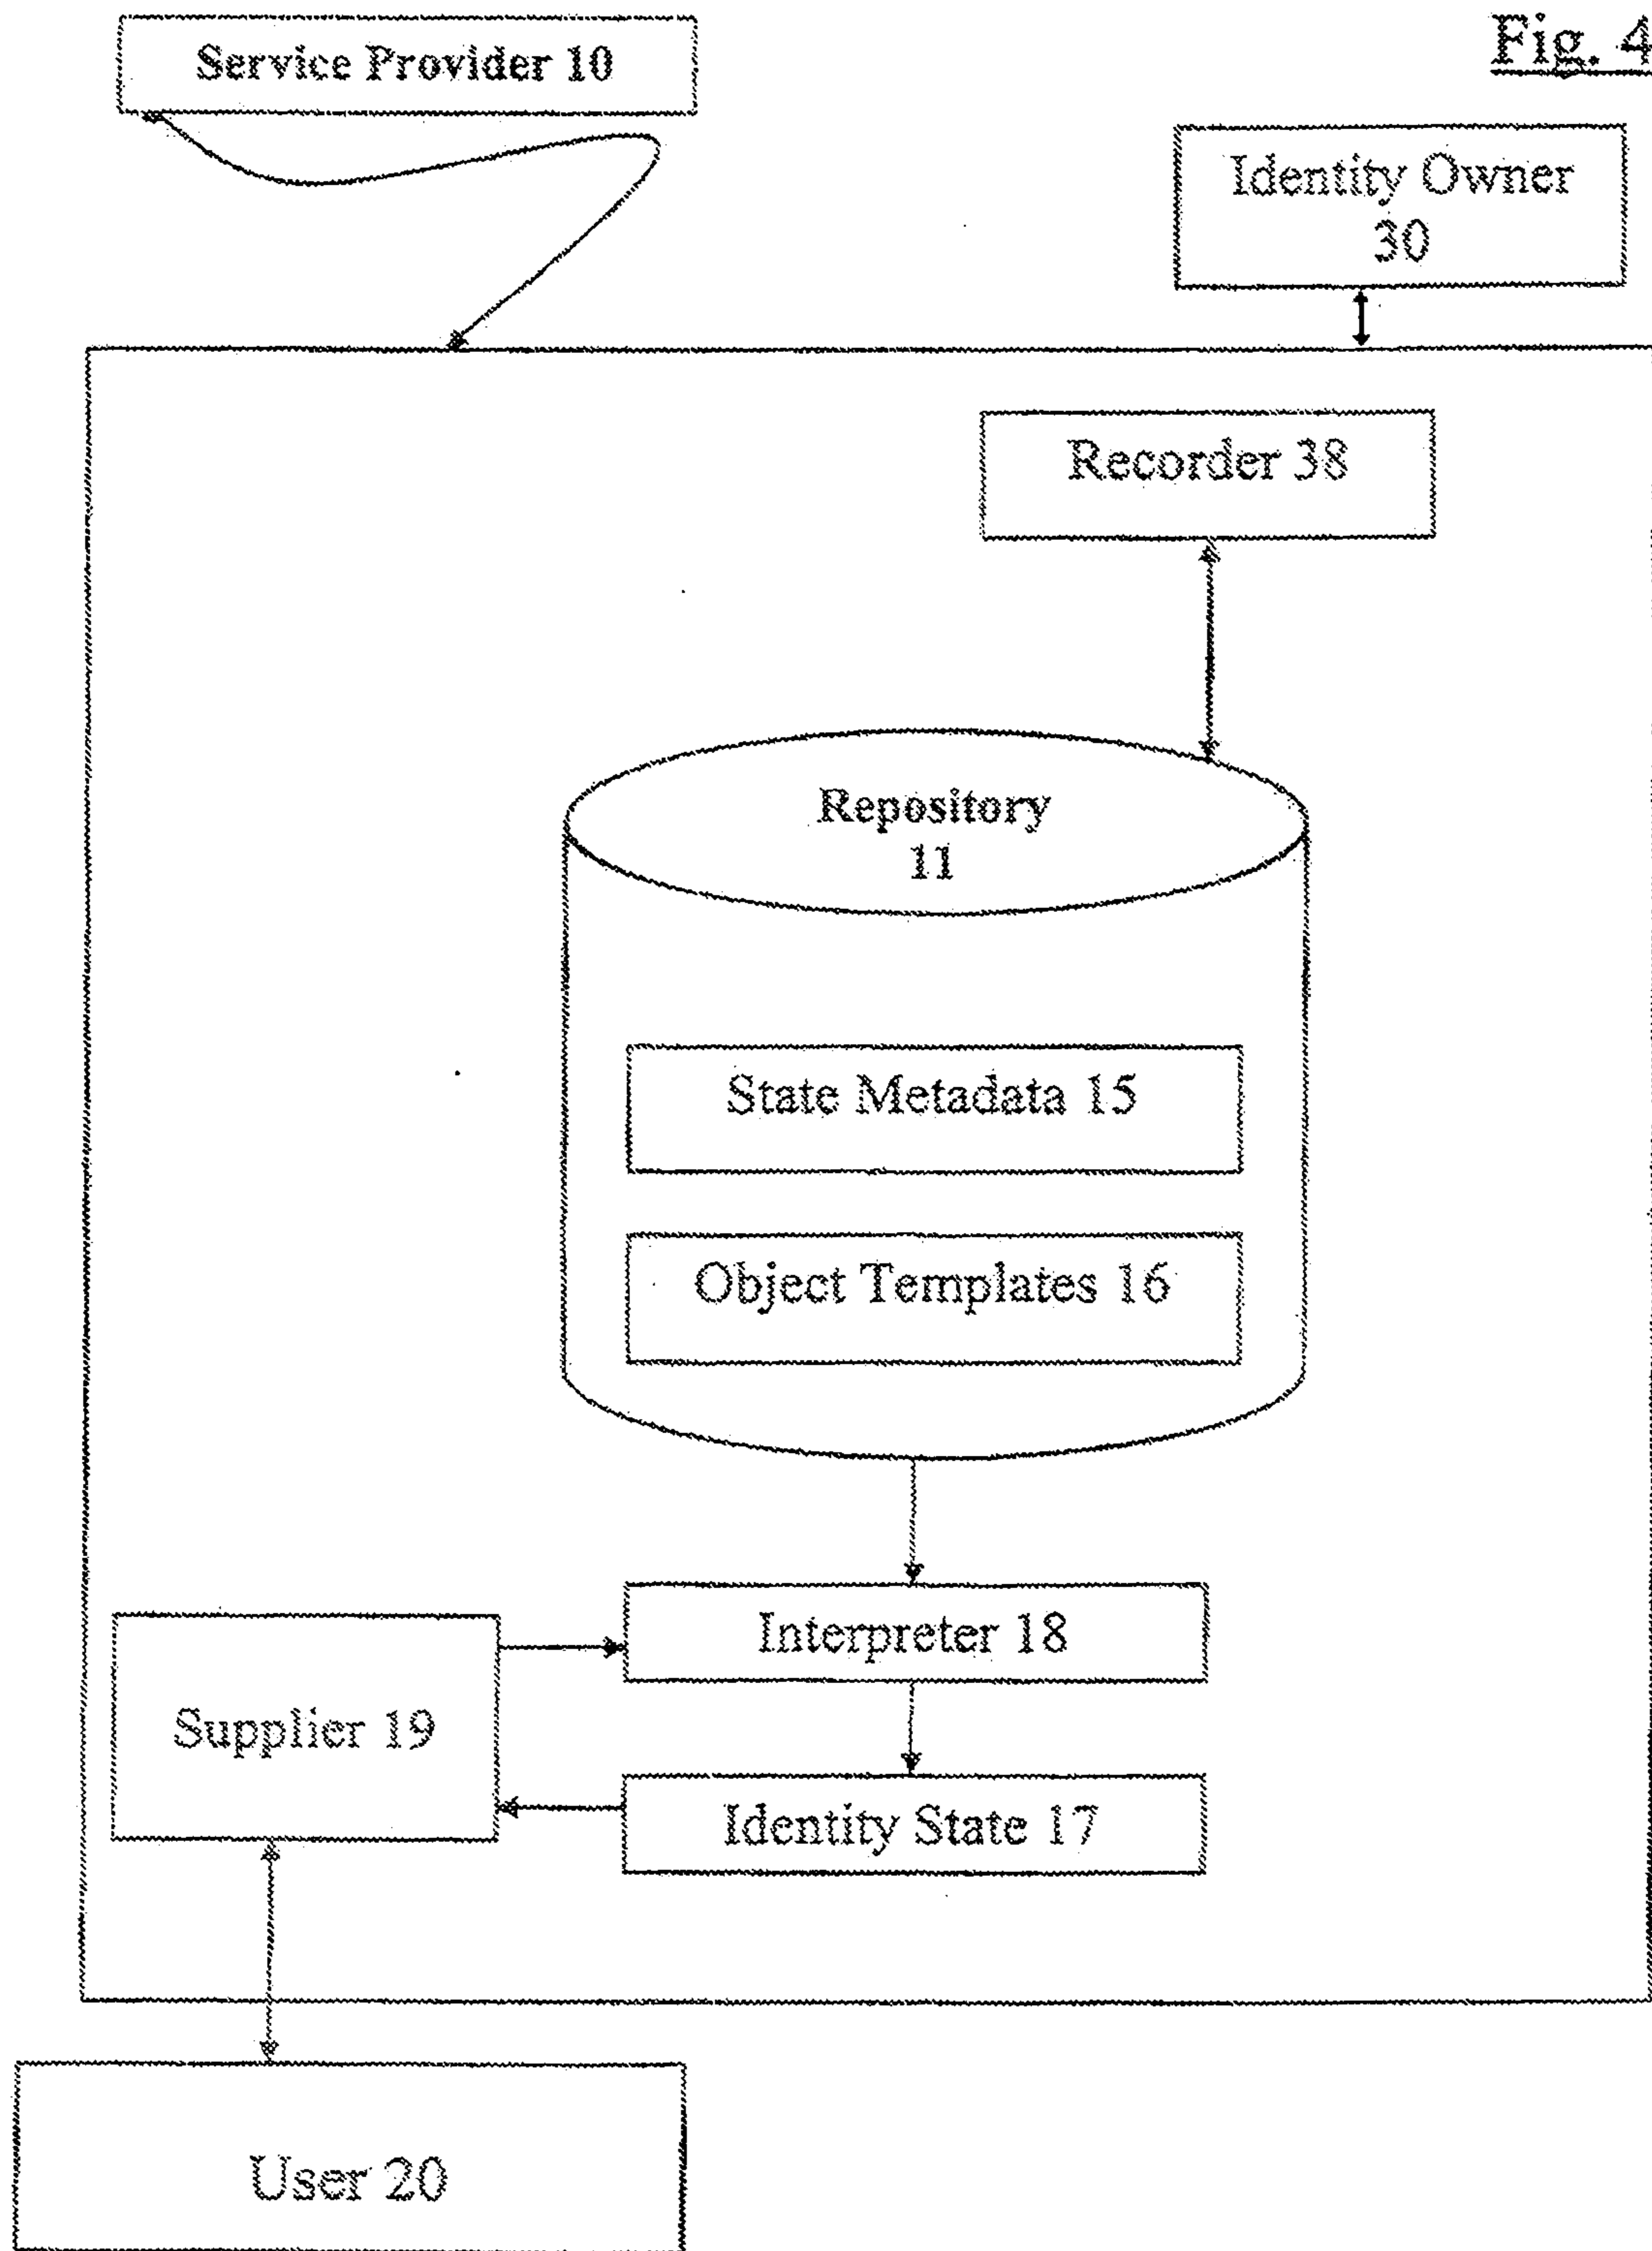 Fig. 4
Service Provider 10
Identity Owner
30
Recorder 38
Repository
11
State Metadata 15
Object Templates 16
Interpreter 18
Supplier 19
Identity State 17
User 20